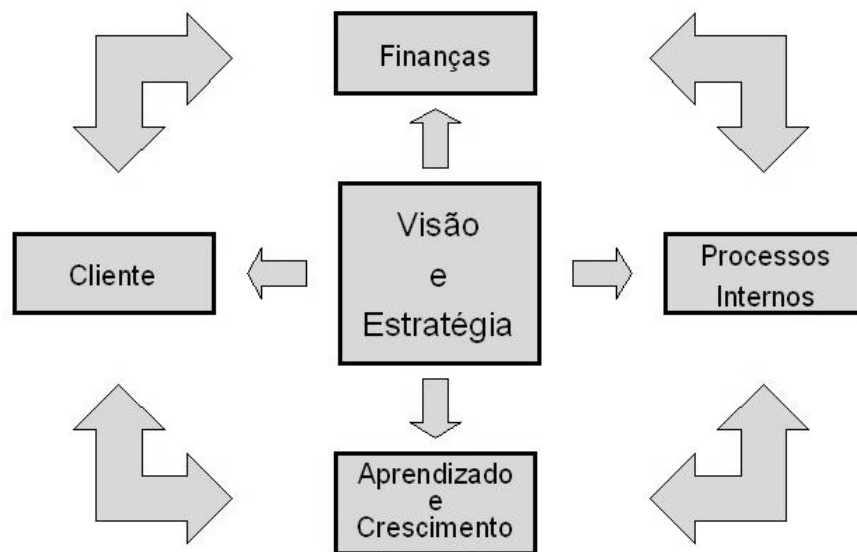 Finanças
Visão
e
Estratégia
Cliente
Processos
Internos
Aprendizado
e
Crescimento